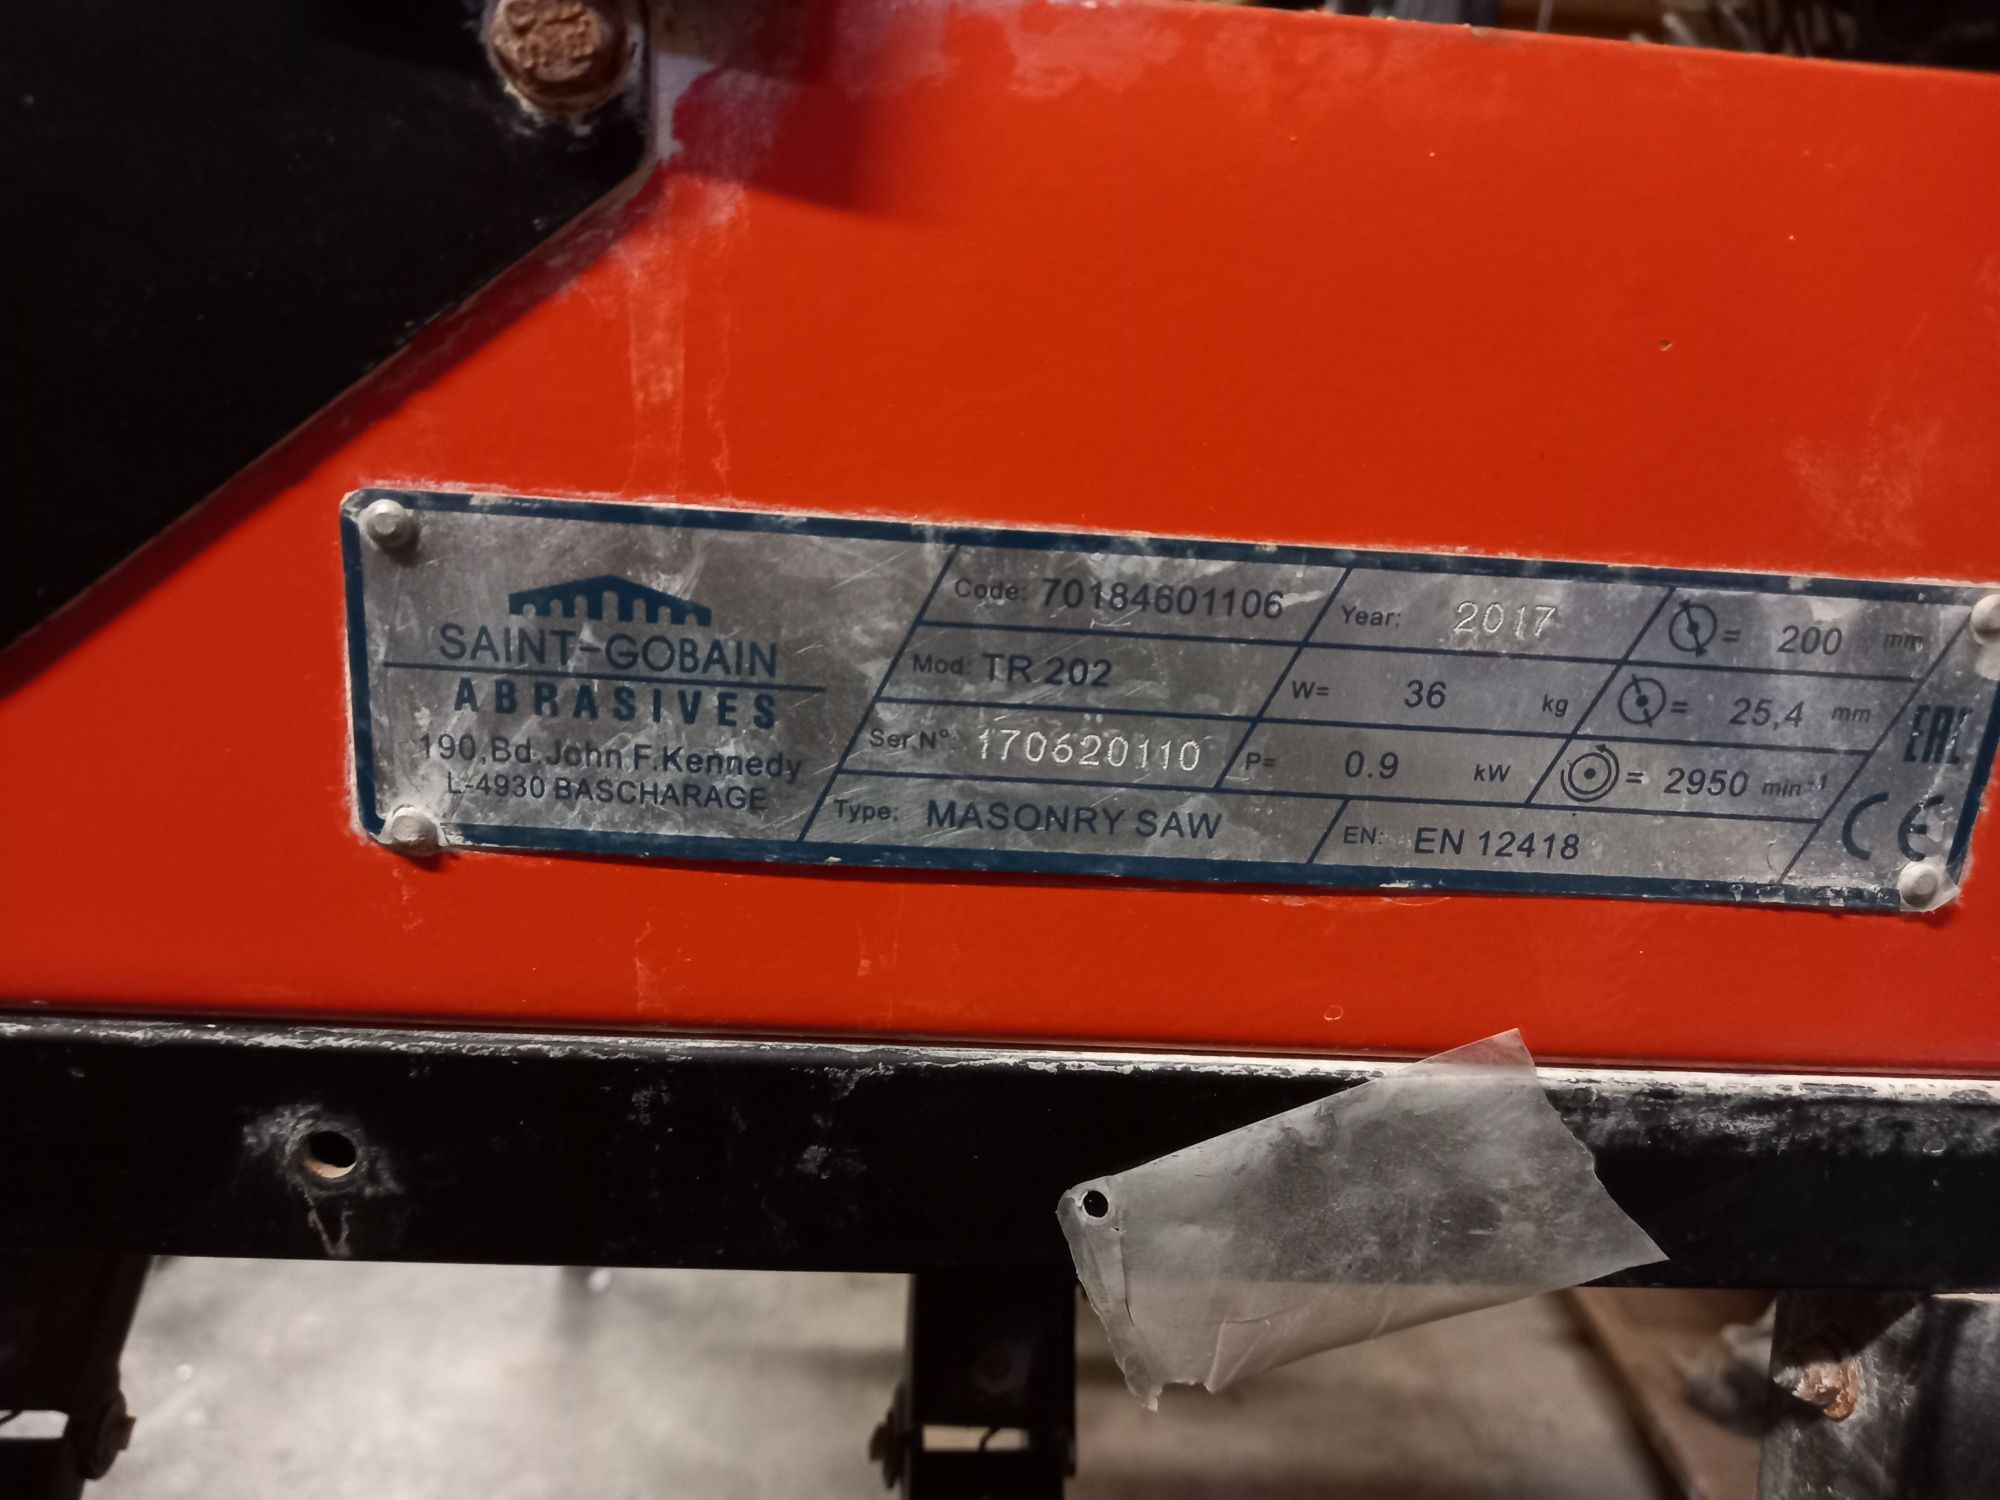 SAINT-GOBAIN
ABRASIVES
190,Bd.John F.Kennedy
L-4930 BASCHARAGE
Code: 70184601106
Year: 2017
= 200 mm
Mod: TR 202
W= 36 kg
= 25,4 mm
Ser.N°: 170620110
P= 0.9 kW
= 2950 min⁻¹
Type: MASONRY SAW
EN: EN 12418
EAC
CE